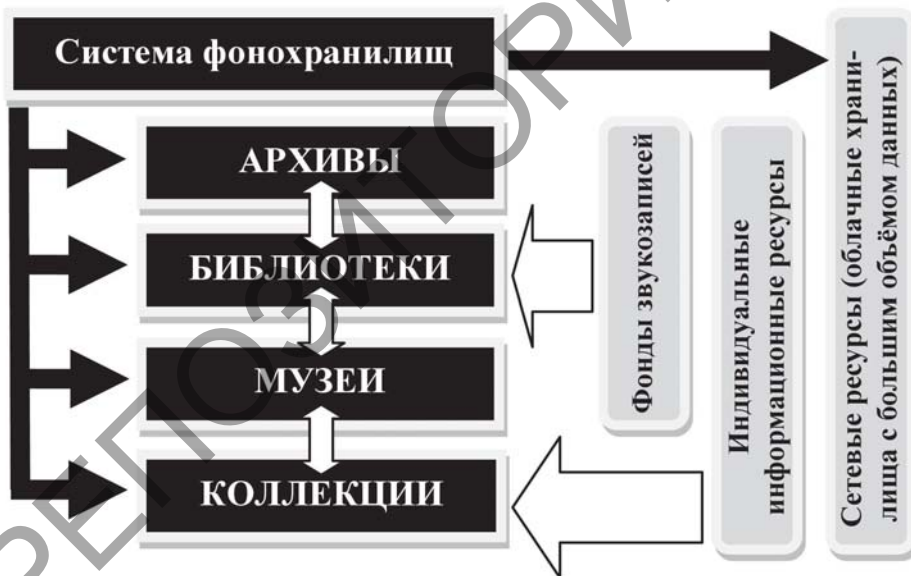 Система фонохранилищ
АРХИВЫ
БИБЛИОТЕКИ
МУЗЕИ
КОЛЛЕКЦИИ
Фонды звукозаписей
Индивидуальные
информационные ресурсы
Сетевые ресурсы (облачные храни-
лища с большим объёмом данных)